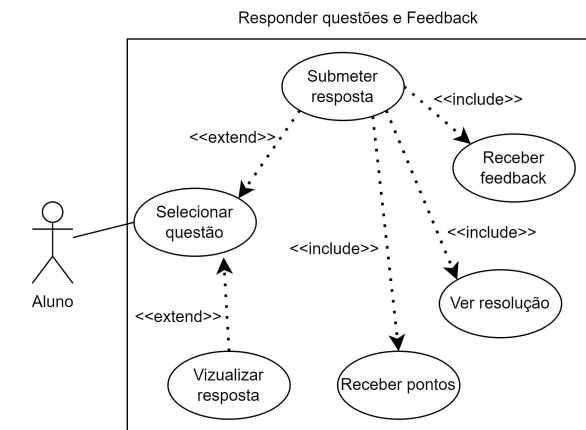 Responder questões e Feedback
Submeter
resposta
<<include>>
<<extend>>
Receber
feedback
Selecionar
questão
<<include>>
<<include>>
Aluno
Ver resolução
<<extend>>
Vizualizar
resposta
Receber pontos